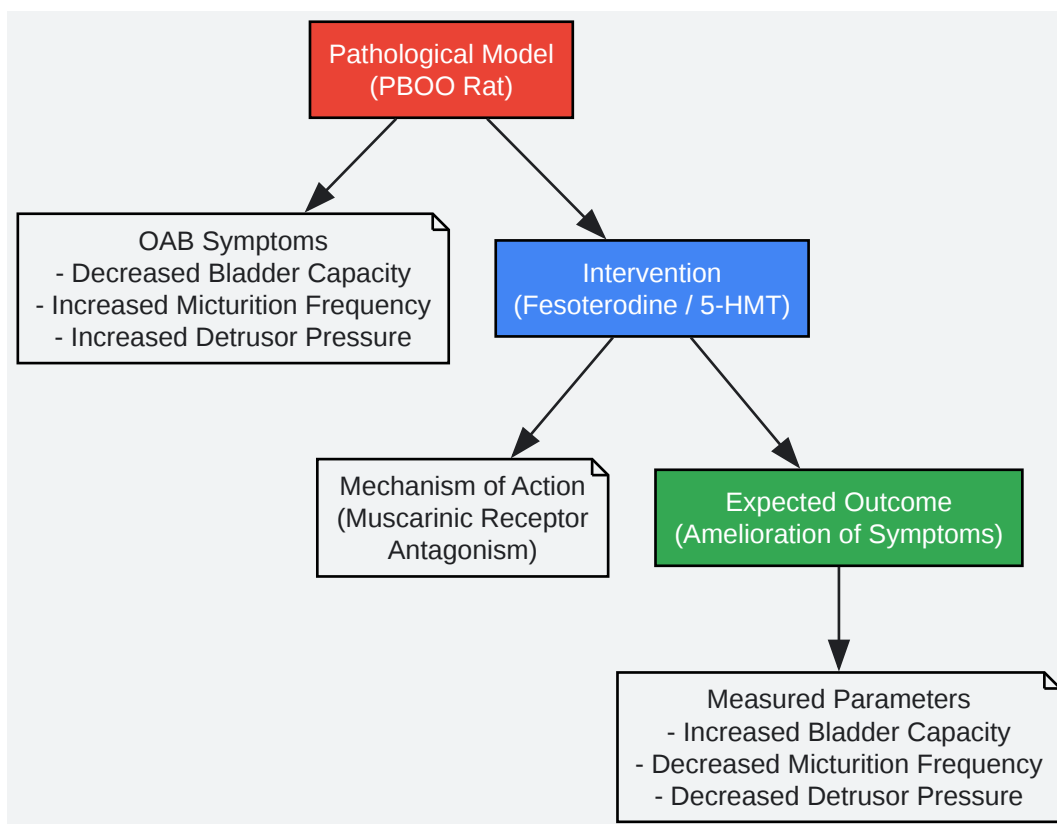 Pathological Model
(PBOO Rat)
OAB Symptoms
- Decreased Bladder Capacity
- Increased Micturition Frequency
- Increased Detrusor Pressure
Intervention
(Fesoterodine / 5-HMT)
Mechanism of Action
(Muscarinic Receptor
Antagonism)
Expected Outcome
(Amelioration of Symptoms)
Measured Parameters
- Increased Bladder Capacity
- Decreased Micturition Frequency
- Decreased Detrusor Pressure